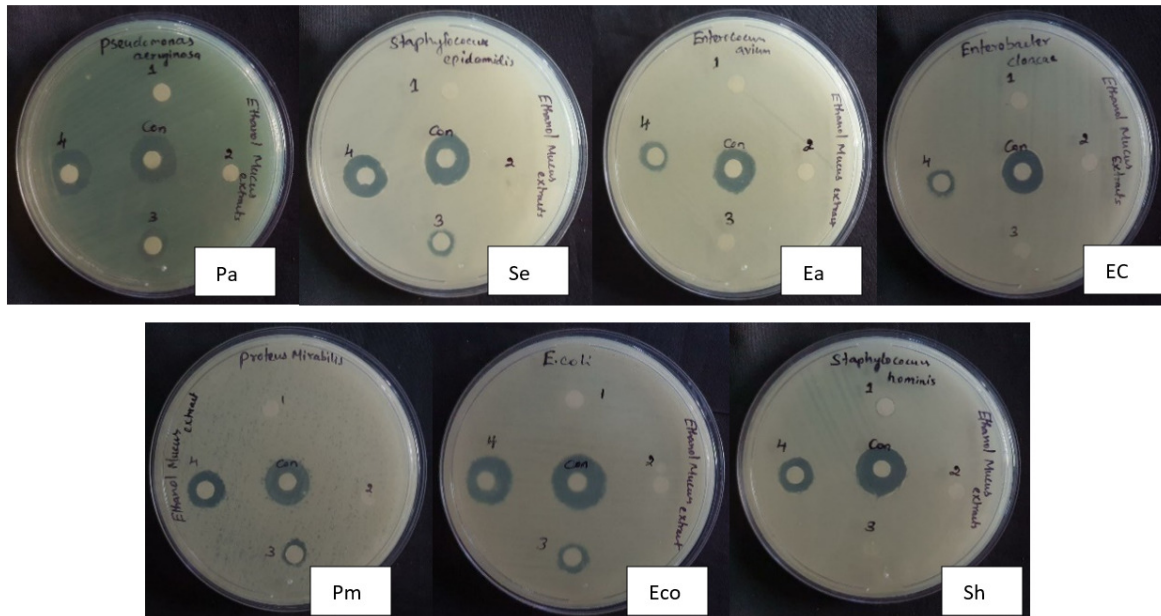 Pseudomonas
aeruginosa
1
Con
4
2
3
Ethanol Mucus
extracts
Pa
Staphylococcus
epidomidis
1
Con
4
2
3
Ethanol Mucus
extracts
Se
Enterococcus
avium
1
4
Con
2
3
Ethanol Mucus extract
Ea
Enterobacter
cloacae
1
Con
2
4
3
Ethanol Mucus
Extracts
EC
Proteus Mirabilis
1
Ethanol Mucus extract
4
Con
2
3
Pm
E.coli
1
4
Con
2
3
Ethanol Mucus extract
Eco
Staphylococcus
hominis
1
4
Con
2
3
Ethanol Mucus
extract
Sh